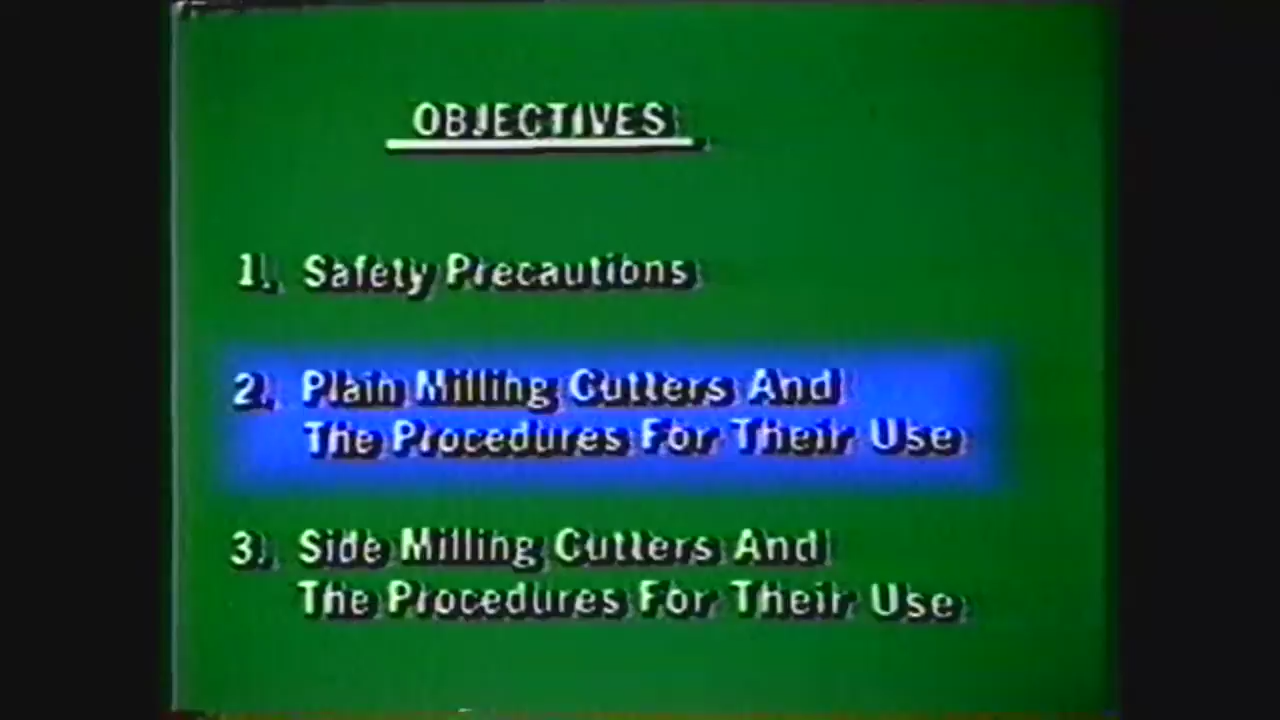 OBJECTIVES
1. Safety Precautions
2. Plain Milling Cutters And
The Procedures For Their Use
3. Side Milling Cutters And
The Procedures For Their Use